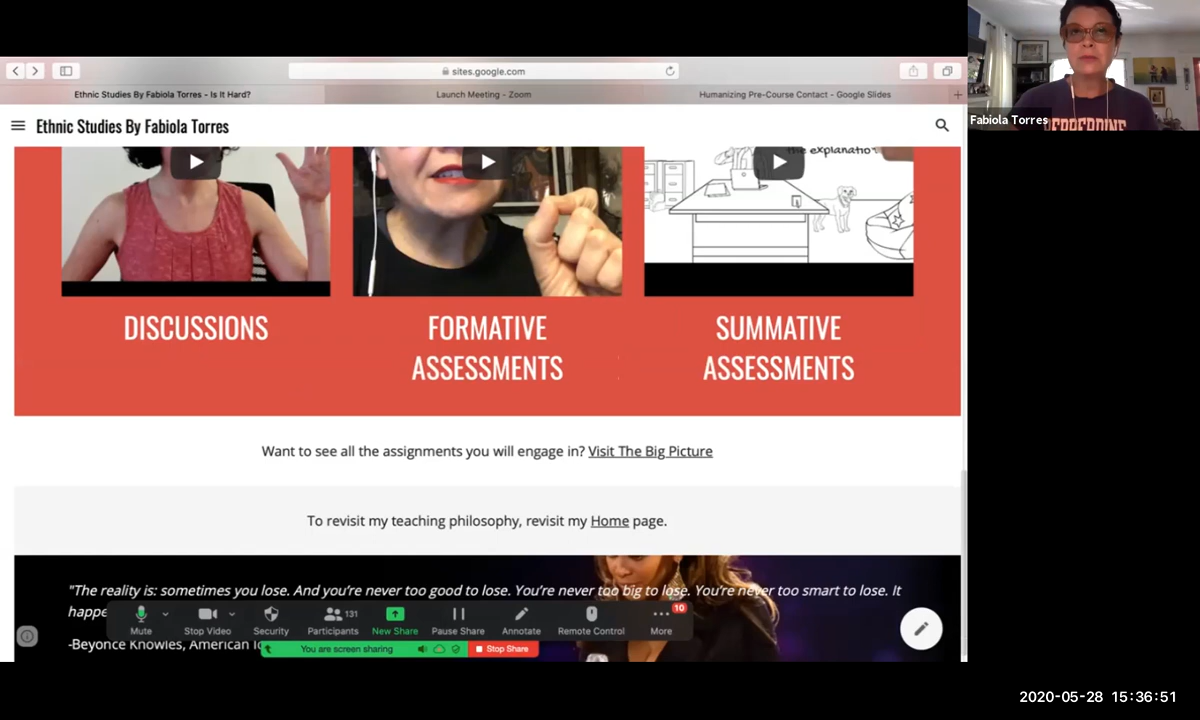 sites.google.com
Ethnic Studies By Fabiola Torres - Is It Hard?
Launch Meeting - Zoom
Humanizing Pre-Course Contact - Google Slides
Fabiola Torres
PEPPERDINE
Ethnic Studies By Fabiola Torres
the explanation
DISCUSSIONS
FORMATIVE
ASSESSMENTS
SUMMATIVE
ASSESSMENTS
Want to see all the assignments you will engage in? Visit The Big Picture
To revisit my teaching philosophy, revisit my Home page.
"The reality is: sometimes you lose. And you're never too good to lose. You're never too big to lose. You're never too smart to lose. It
happe
-Beyonce Knowles, American Ic
131
10
Mute
Stop Video
Security
Participants
New Share
Pause Share
Annotate
Remote Control
More
You are screen sharing
Stop Share
2020-05-28 15:36:51